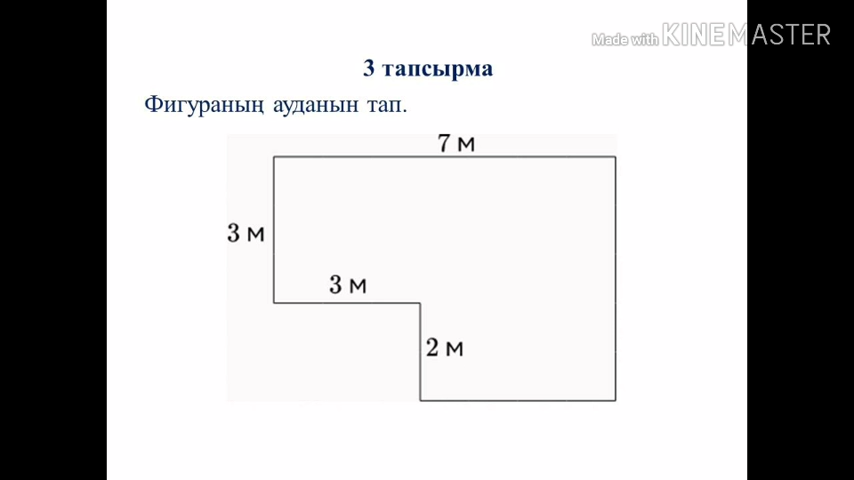 Made with KINEMASTER
3 тапсырма
Фигураның ауданын тап.
7 м
3 м
3 м
2 м